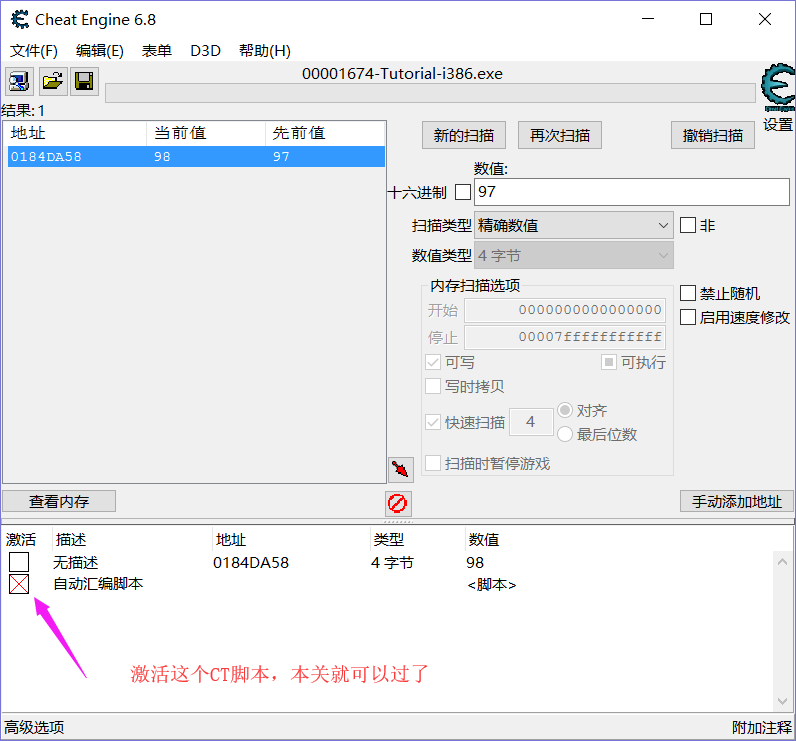 Cheat Engine 6.8
文件(F) 编辑(E) 表单 D3D 帮助(H)
00001674-Tutorial-i386.exe
结果: 1
设置
地址 当前值 先前值
0184DA58 98 97
新的扫描 再次扫描 撤销扫描
数值:
十六进制 97
扫描类型 精确数值 非
数值类型 4 字节
内存扫描选项
开始 0000000000000000
停止 00007fffffffffff
禁止随机
启用速度修改
可写 可执行
写时拷贝
快速扫描 4 对齐
最后位数
扫描时暂停游戏
查看内存 手动添加地址
激活 描述 地址 类型 数值
无描述 0184DA58 4 字节 98
自动汇编脚本 <脚本>
激活这个CT脚本，本关就可以过了
高级选项 附加注释